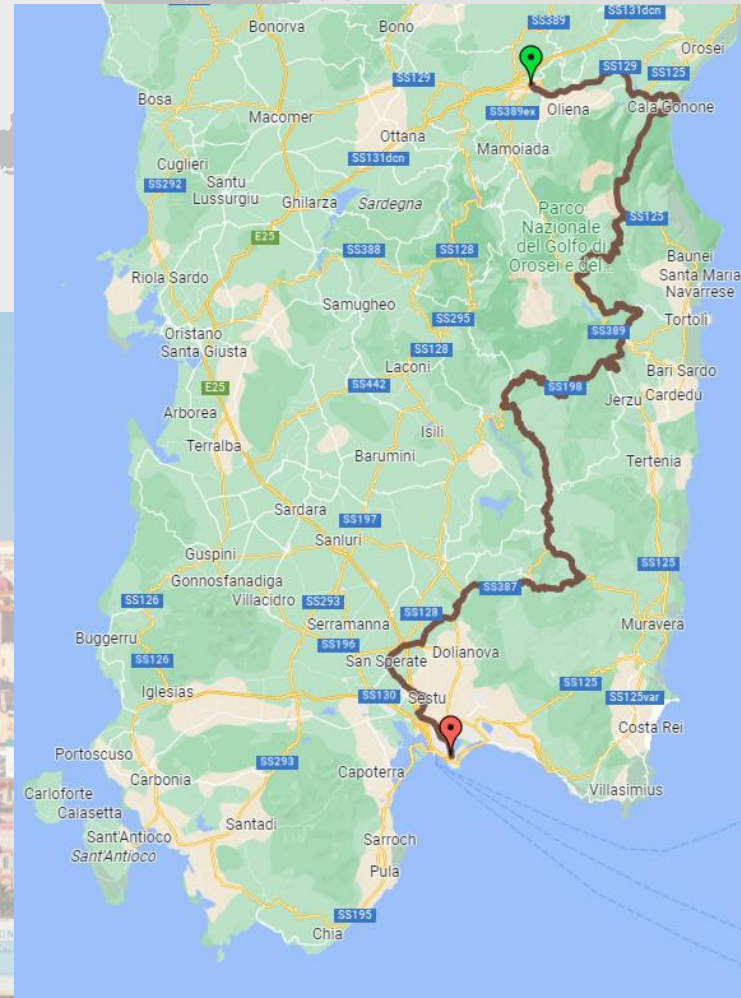 SS389
SS131dcn
Bonorva
Bono
Orosei
SS129
SS129
SS125
Bosa
Macomer
SS389ex
Oliena
Cala Gonone
Ottana
Mamoiada
SS131dcn
Cuglieri
SS292
Santu
Lussurgiu
Ghilarza
Sardegna
Parco
Nazionale
del Golfo di
Orosei e del...
SS125
E25
SS388
SS128
Baunei
Santa Maria
Navarrese
Riola Sardo
Samugheo
SS295
Tortolì
SS389
Oristano
Santa Giusta
SS128
Laconi
Bari Sardo
E25
SS442
SS198
Jerzu
Cardedu
Arborea
Terralba
Isili
Barumini
Tertenia
Sardara
SS197
Sanluri
Guspini
SS125
Gonnosfanadiga
SS387
SS126
Villacidro
SS293
SS128
Serramanna
Muravera
Buggerru
SS196
San Sperate
Dolianova
SS126
Iglesias
SS130
Sestu
SS125
SS125var
Costa Rei
Portoscuso
SS293
Capoterra
Villasimius
Carloforte
Carbonia
Calasetta
Santadi
Sant'Antioco
Sant'Antioco
Sarroch
Pula
SS195
Chia